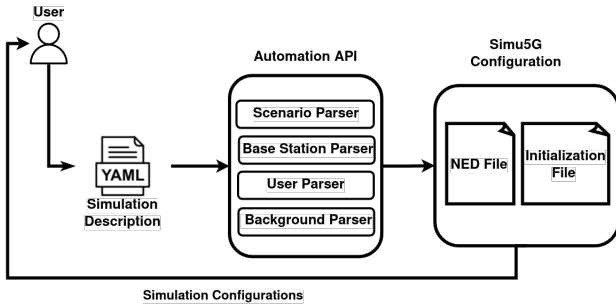 User
Automation API
Simu5G
Configuration
Scenario Parser
Base Station Parser
User Parser
Background Parser
NED File
Initialization
File
YAML
Simulation
Description
Simulation Configurations